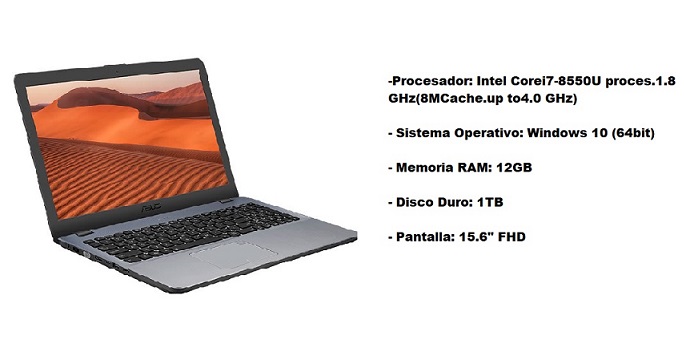 -Procesador: Intel Corei7-8550U proces.1.8
GHz(8MCache.up to4.0 GHz)
- Sistema Operativo: Windows 10 (64bit)
- Memoria RAM: 12GB
- Disco Duro: 1TB
- Pantalla: 15.6" FHD